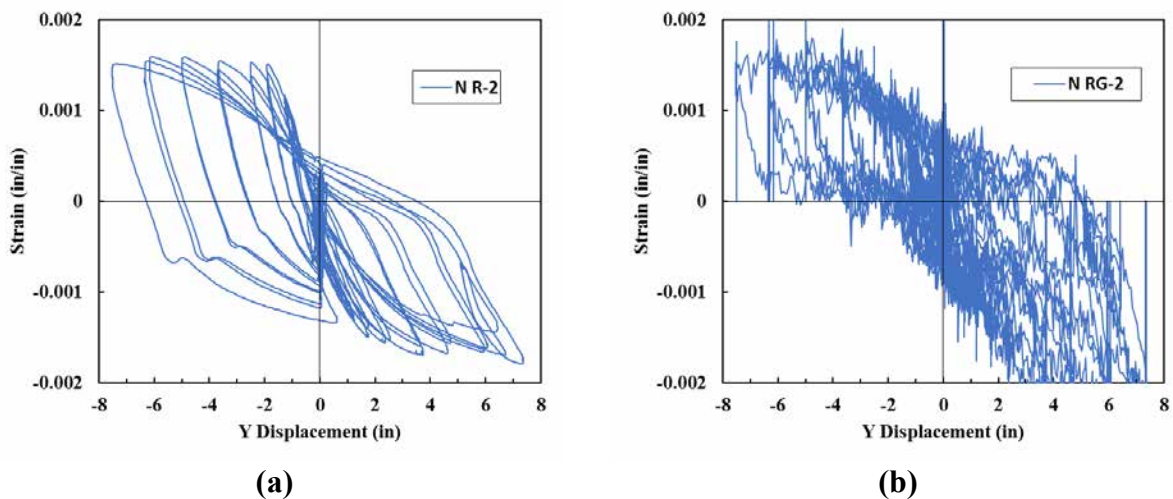 0.002
0.001
0
-0.001
-0.002
Strain (in/in)
N R-2
-8 -6 -4 -2 0 2 4 6 8
Y Displacement (in)
(a)
0.002
0.001
0
-0.001
-0.002
Strain (in/in)
N RG-2
-8 -6 -4 -2 0 2 4 6 8
Y Displacement (in)
(b)